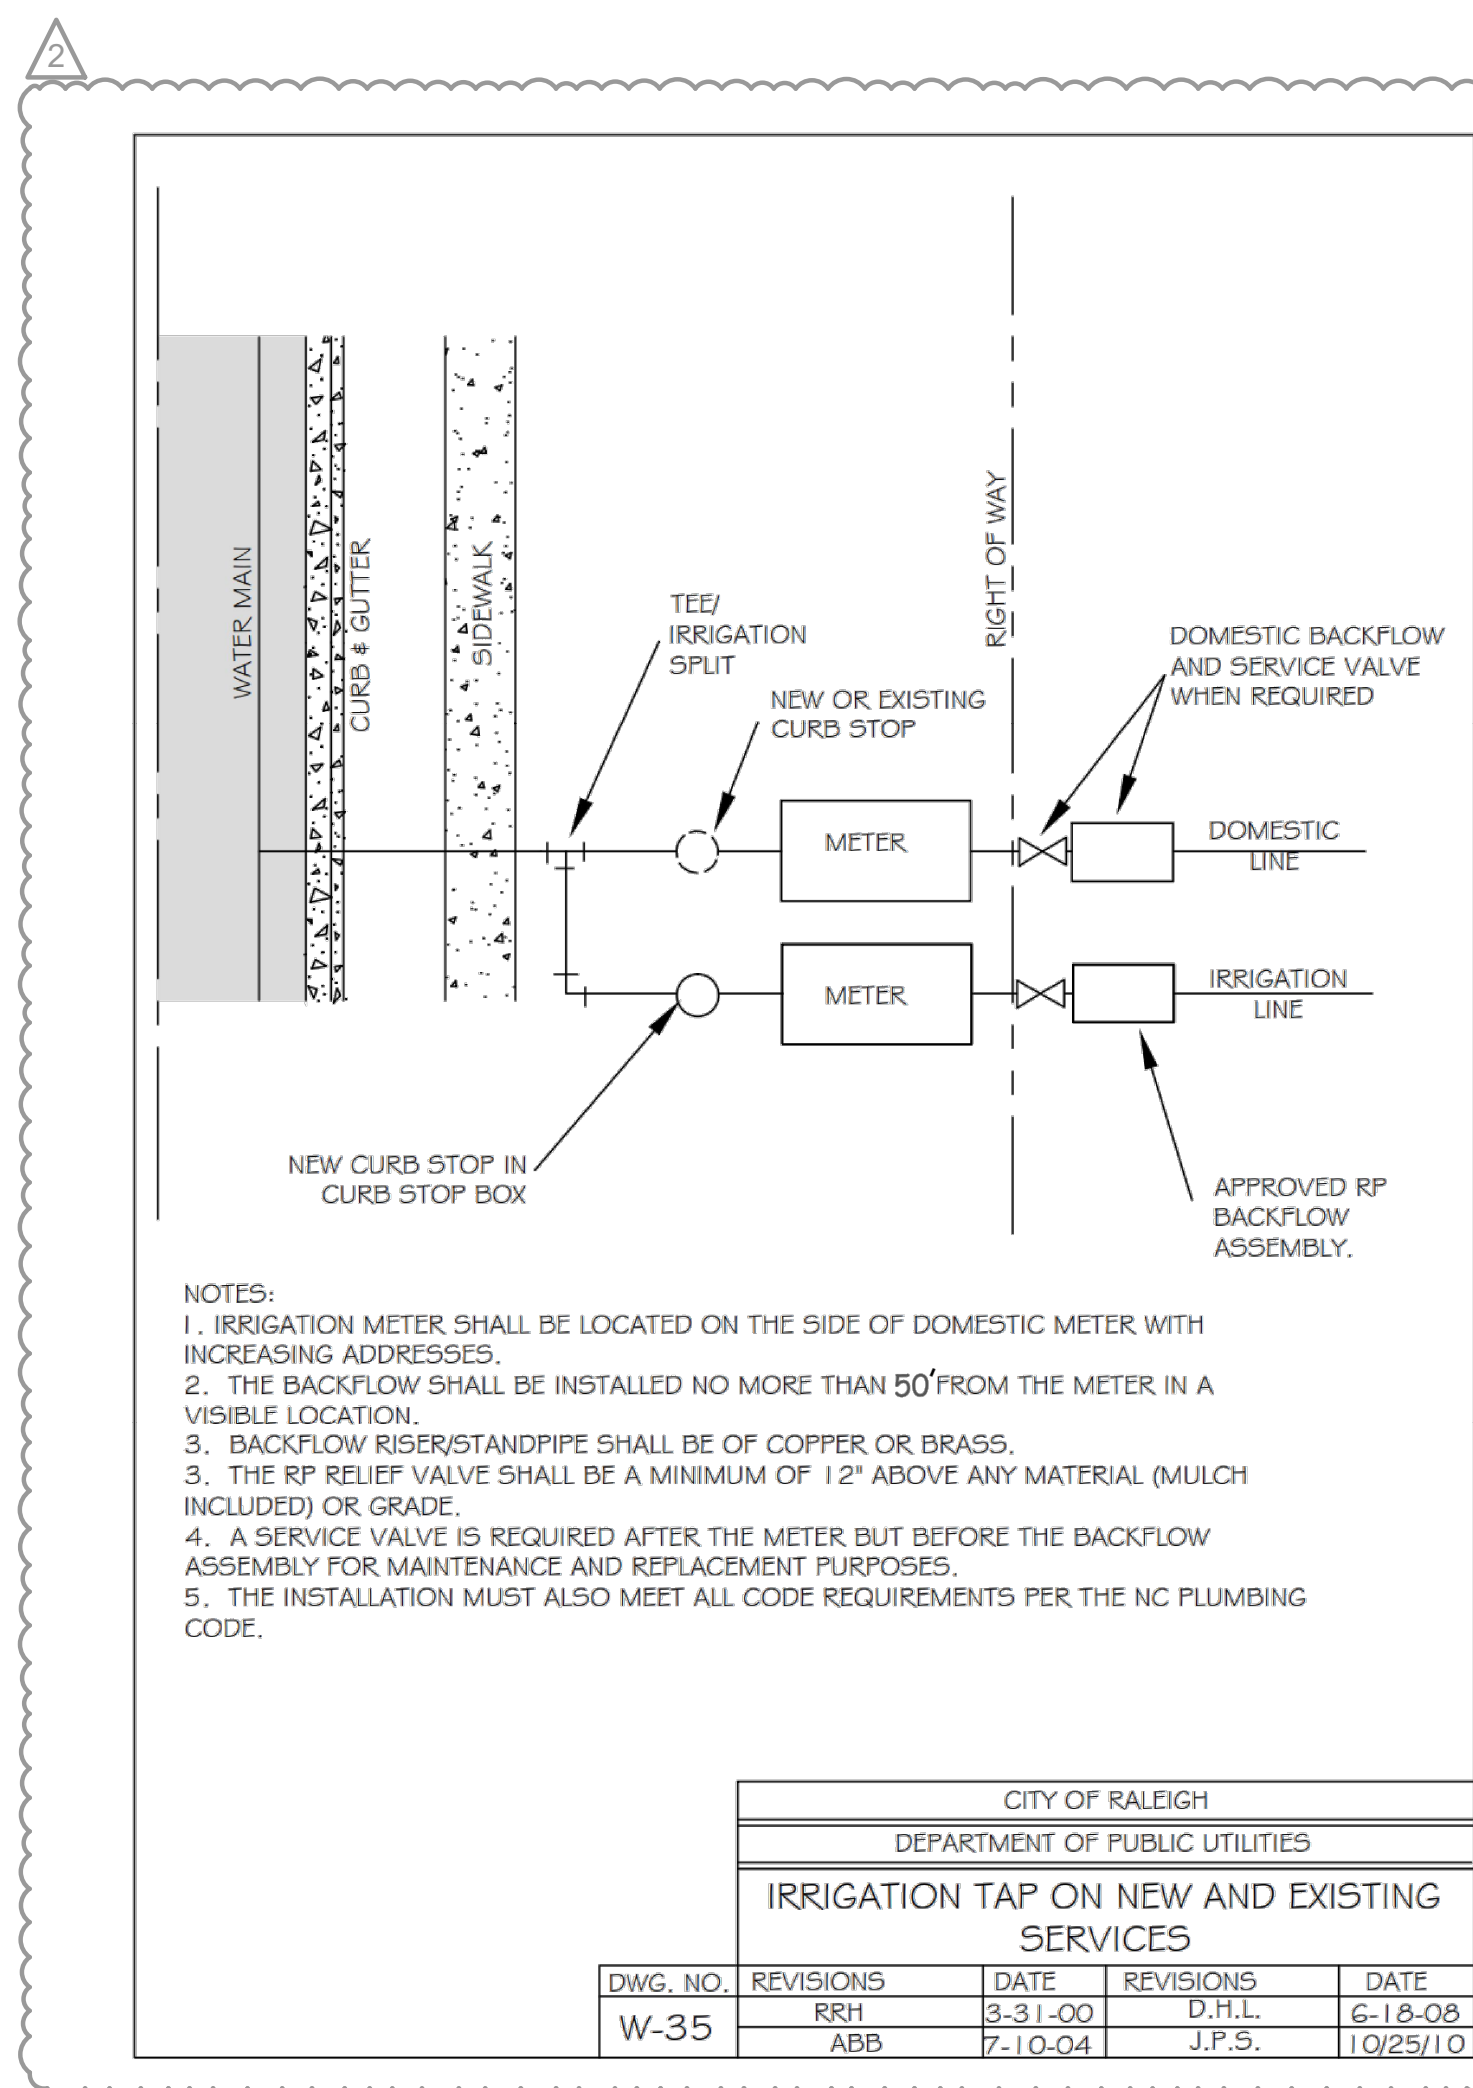 2
WATER MAIN
CURB & GUTTER
SIDEWALK
RIGHT OF WAY
TEE/
IRRIGATION
SPLIT
NEW OR EXISTING
CURB STOP
DOMESTIC BACKFLOW
AND SERVICE VALVE
WHEN REQUIRED
METER
DOMESTIC
LINE
METER
IRRIGATION
LINE
NEW CURB STOP IN
CURB STOP BOX
APPROVED RP
BACKFLOW
ASSEMBLY.
NOTES:
1. IRRIGATION METER SHALL BE LOCATED ON THE SIDE OF DOMESTIC METER WITH
INCREASING ADDRESSES.
2. THE BACKFLOW SHALL BE INSTALLED NO MORE THAN 50' FROM THE METER IN A
VISIBLE LOCATION.
3. BACKFLOW RISER/STANDPIPE SHALL BE OF COPPER OR BRASS.
3. THE RP RELIEF VALVE SHALL BE A MINIMUM OF 12" ABOVE ANY MATERIAL (MULCH
INCLUDED) OR GRADE.
4. A SERVICE VALVE IS REQUIRED AFTER THE METER BUT BEFORE THE BACKFLOW
ASSEMBLY FOR MAINTENANCE AND REPLACEMENT PURPOSES.
5. THE INSTALLATION MUST ALSO MEET ALL CODE REQUIREMENTS PER THE NC PLUMBING
CODE.
CITY OF RALEIGH
DEPARTMENT OF PUBLIC UTILITIES
IRRIGATION TAP ON NEW AND EXISTING
SERVICES
DWG. NO. REVISIONS DATE REVISIONS DATE
W-35
RRH 3-31-00 D.H.L. 6-18-08
ABB 7-10-04 J.P.S. 10/25/10